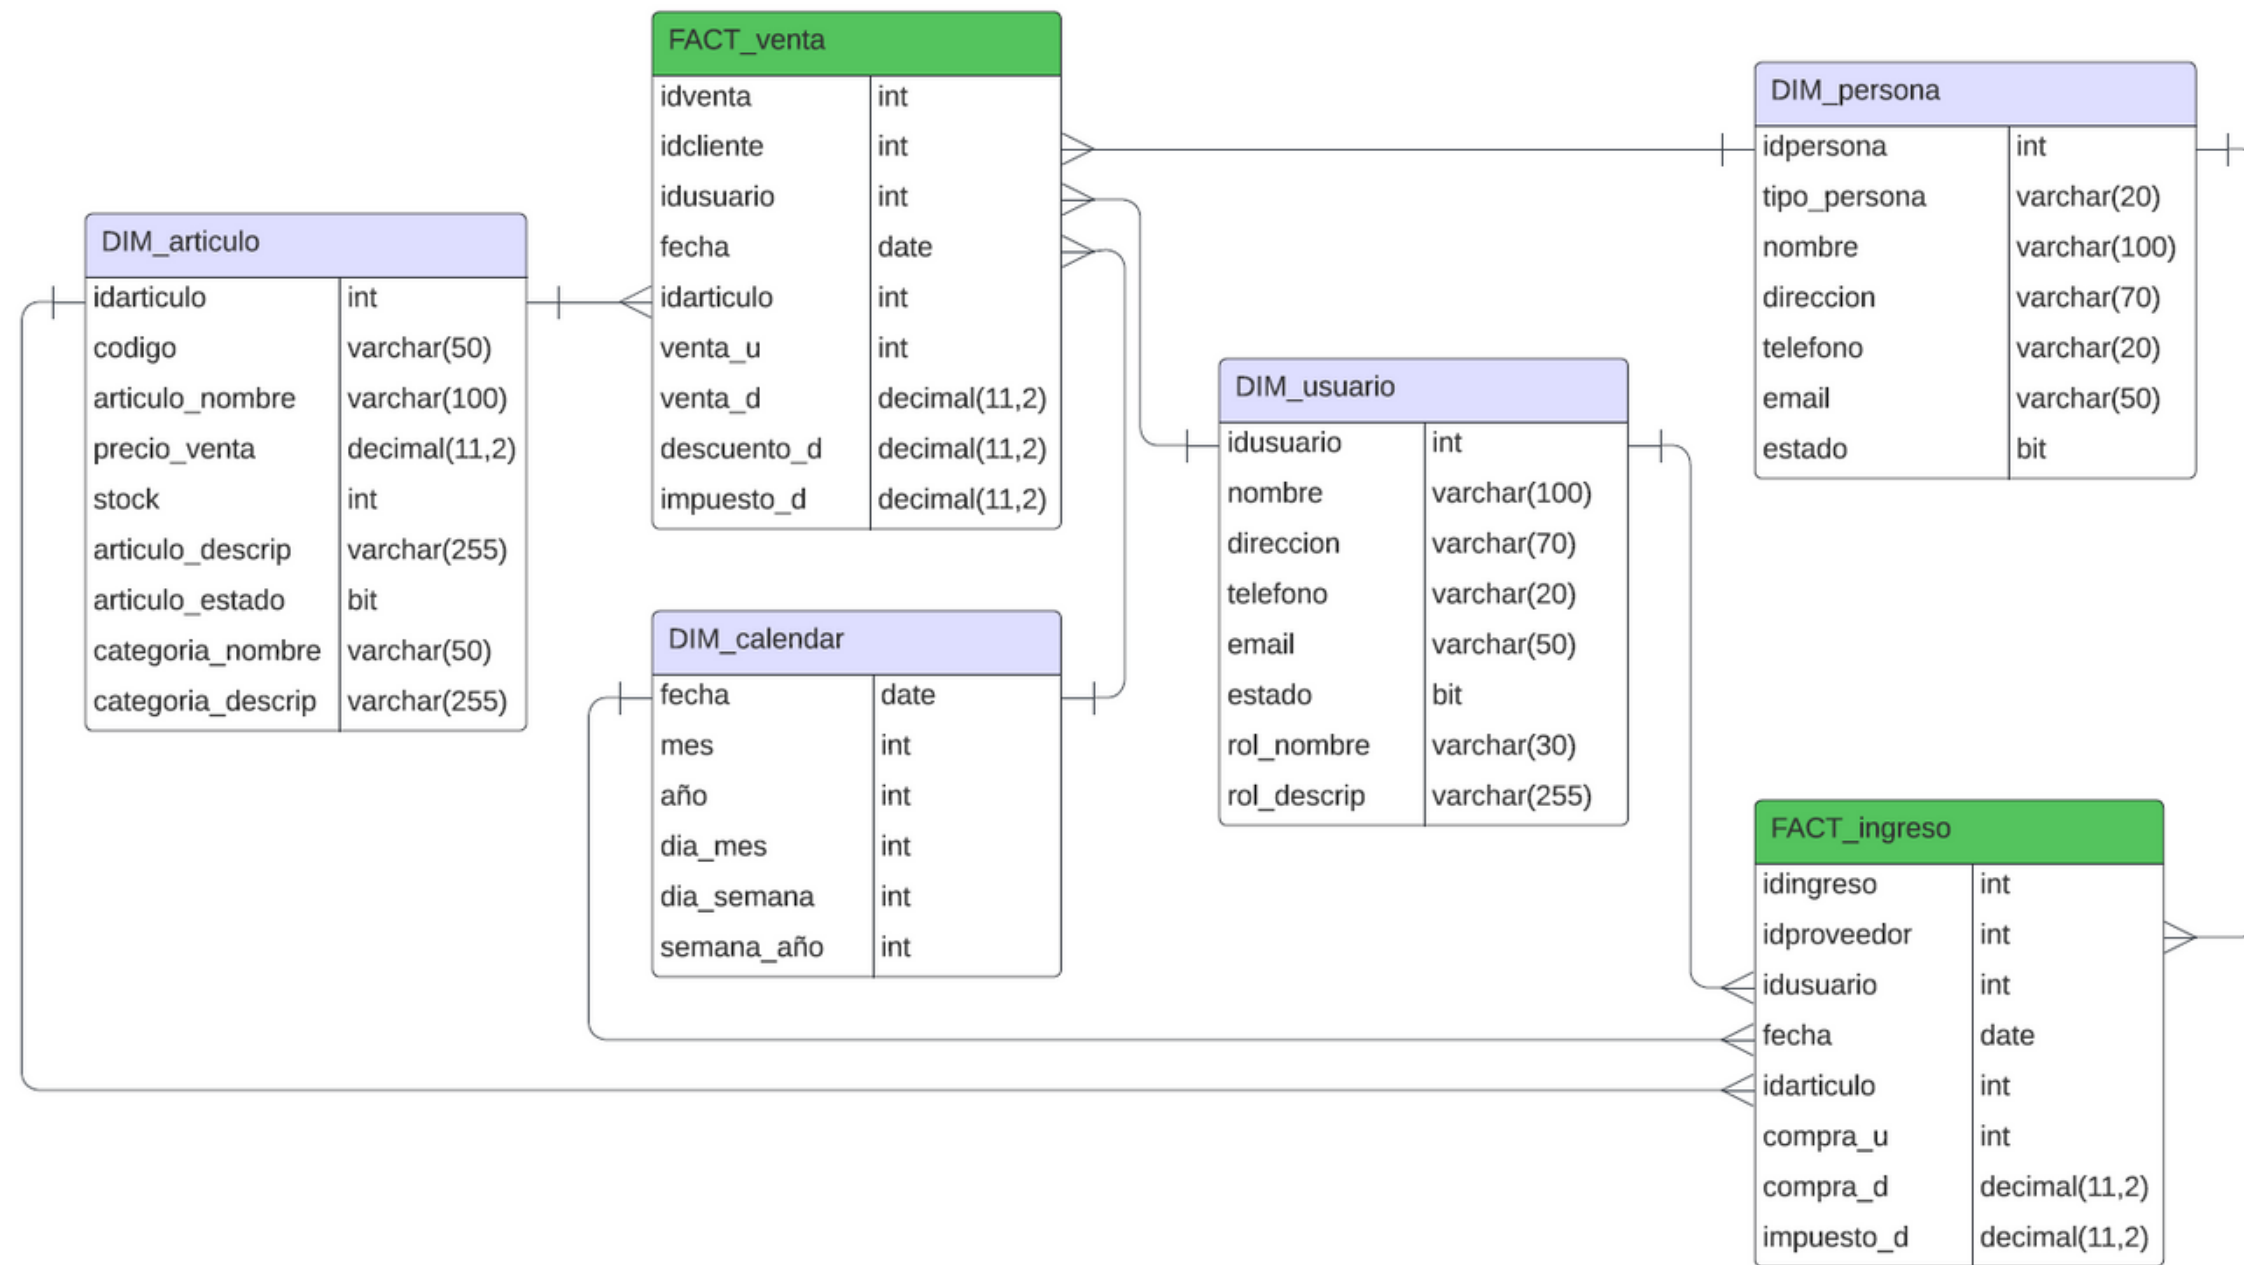 FACT_venta
idventa int
idcliente int
idusuario int
fecha date
idarticulo int
venta_u int
venta_d decimal(11,2)
descuento_d decimal(11,2)
impuesto_d decimal(11,2)
DIM_persona
idpersona int
tipo_persona varchar(20)
nombre varchar(100)
direccion varchar(70)
telefono varchar(20)
email varchar(50)
estado bit
DIM_articulo
idarticulo int
codigo varchar(50)
articulo_nombre varchar(100)
precio_venta decimal(11,2)
stock int
articulo_descrip varchar(255)
articulo_estado bit
categoria_nombre varchar(50)
categoria_descrip varchar(255)
DIM_usuario
idusuario int
nombre varchar(100)
direccion varchar(70)
telefono varchar(20)
email varchar(50)
estado bit
rol_nombre varchar(30)
rol_descrip varchar(255)
DIM_calendar
fecha date
mes int
año int
dia_mes int
dia_semana int
semana_año int
FACT_ingreso
idingreso int
idproveedor int
idusuario int
fecha date
idarticulo int
compra_u int
compra_d decimal(11,2)
impuesto_d decimal(11,2)